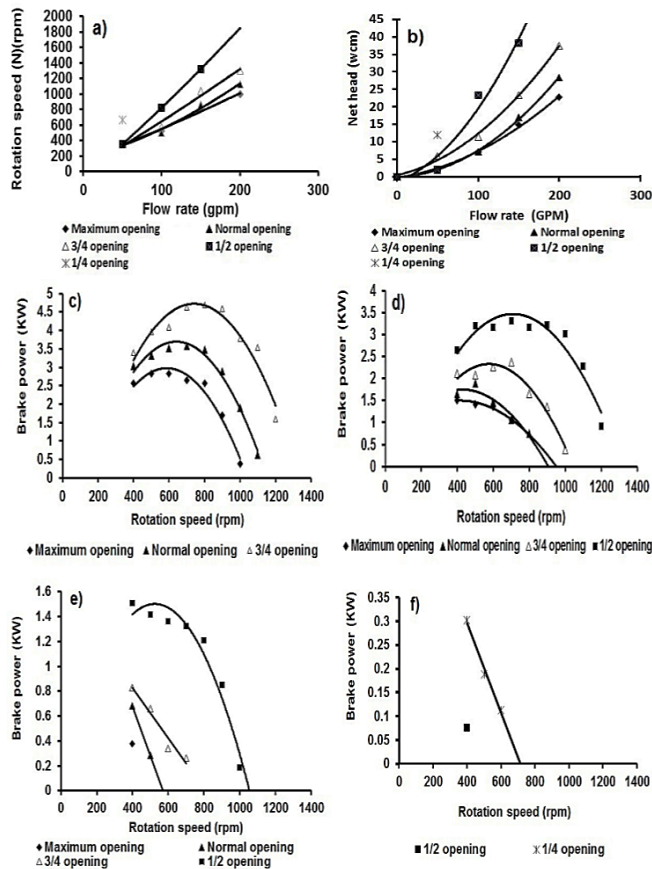 a)
Rotation speed (N)(rpm)
2000
1800
1600
1400
1200
1000
800
600
400
200
0
0 100 200 300
Flow rate (gpm)
◆Maximum opening ▲Normal opening
△3/4 opening ■1/2 opening
1/4 opening
b)
Net head (wcm)
45
40
35
30
25
20
15
10
5
0
0 100 200 300
Flow rate (GPM)
◆Maximum opening ▲Normal opening
△3/4 opening ■1/2 opening
1/4 opening
c)
Brake power (KW)
5
4.5
4
3.5
3
2.5
2
1.5
1
0.5
0
0 200 400 600 800 1000 1200 1400
Rotation speed (rpm)
◆Maximum opening ▲Normal opening △3/4 opening
d)
Brake power (KW)
4
3.5
3
2.5
2
1.5
1
0.5
0
0 200 400 600 800 1000 1200 1400
Rotation speed (rpm)
◆Maximum opening ▲Normal opening △3/4 opening ■1/2 opening
e)
Brake power (KW)
1.6
1.4
1.2
1
0.8
0.6
0.4
0.2
0
0 200 400 600 800 1000 1200 1400
Rotation speed (rpm)
◆Maximum opening ▲Normal opening
△3/4 opening ■1/2 opening
f)
Brake power (KW)
0.35
0.3
0.25
0.2
0.15
0.1
0.05
0
0 200 400 600 800 1000 1200 1400
Rotation speed (rpm)
■1/2 opening 1/4 opening